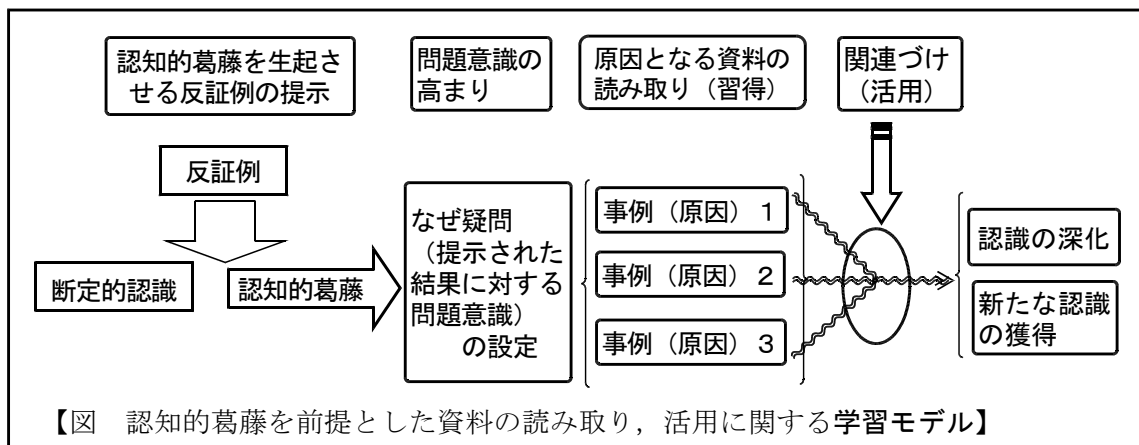 認知的葛藤を生起さ
せる反証例の提示
問題意識の
高まり
原因となる資料の
読み取り（習得）
関連づけ
（活用）
反証例
断定的認識
認知的葛藤
なぜ疑問
（提示された
結果に対する
問題意識）
の設定
事例（原因）１
事例（原因）２
事例（原因）３
認識の深化
新たな認識
の獲得
【図　認知的葛藤を前提とした資料の読み取り，活用に関する学習モデル】